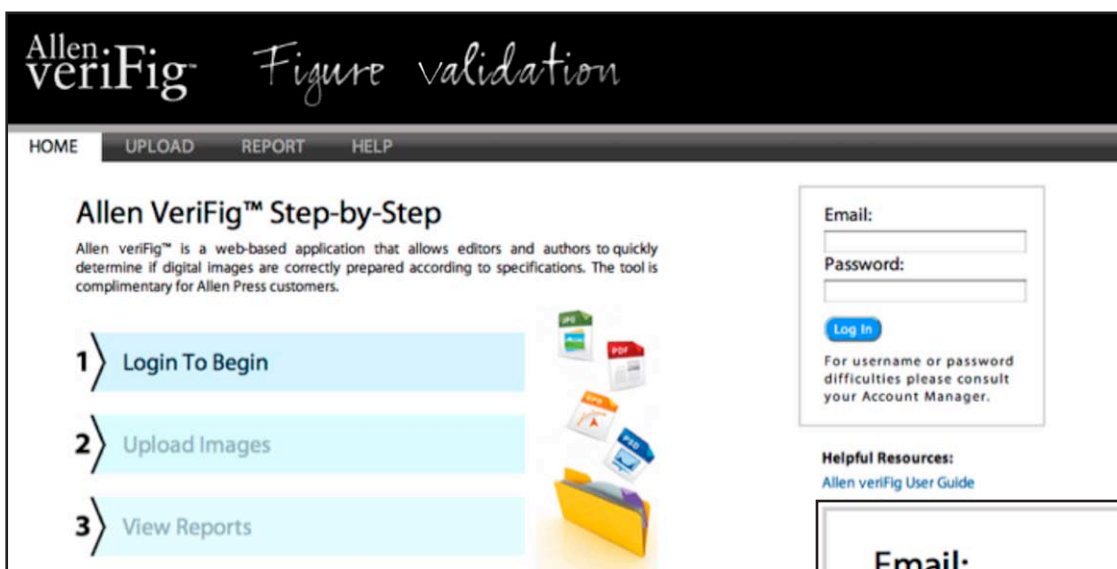 Allen
veriFig™ Figure validation
HOME UPLOAD REPORT HELP
Allen VeriFig™ Step-by-Step
Allen veriFig™ is a web-based application that allows editors and authors to quickly
determine if digital images are correctly prepared according to specifications. The tool is
complimentary for Allen Press customers.
1 Login To Begin
2 Upload Images
3 View Reports
JPG
PDF
EPS
PSD
Email:
Password:
Log In
For username or password
difficulties please consult
your Account Manager.
Helpful Resources:
Allen veriFig User Guide
Email: